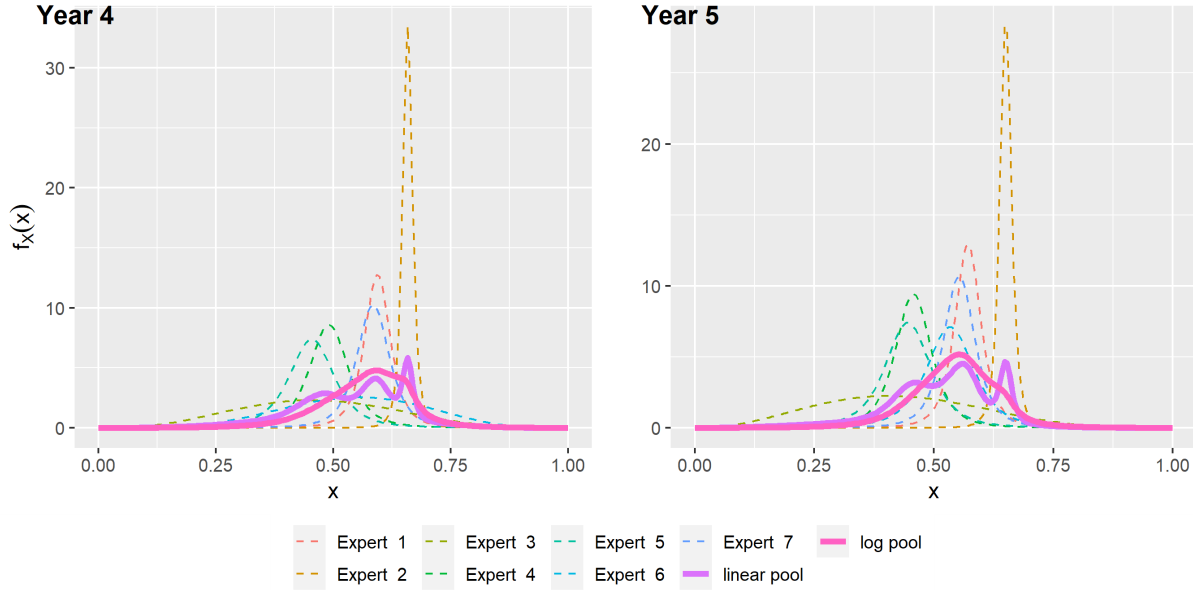 Year 4
Year 5
fX(x)
30
20
10
0
20
10
0
0.00 0.25 0.50 0.75 1.00
0.00 0.25 0.50 0.75 1.00
x
x
Expert 1
Expert 3
Expert 5
Expert 7
log pool
Expert 2
Expert 4
Expert 6
linear pool